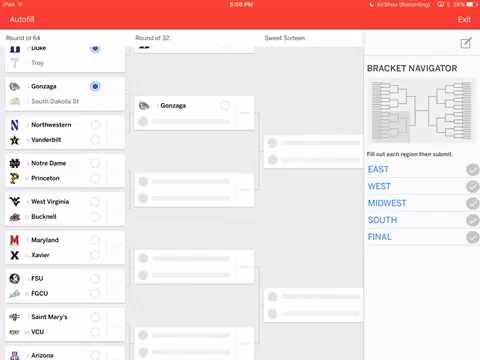 iPad
6:56 PM
AirShou (Recording)
56%
Autofill
Exit
Round of 64
Round of 32
Sweet Sixteen
Duke
Troy
Gonzaga
South Dakota St
Gonzaga
Northwestern
Vanderbilt
Notre Dame
Princeton
West Virginia
Bucknell
Maryland
Xavier
FSU
FGCU
Saint Mary's
VCU
Arizona
BRACKET NAVIGATOR
Fill out each region then submit.
EAST
WEST
MIDWEST
SOUTH
FINAL